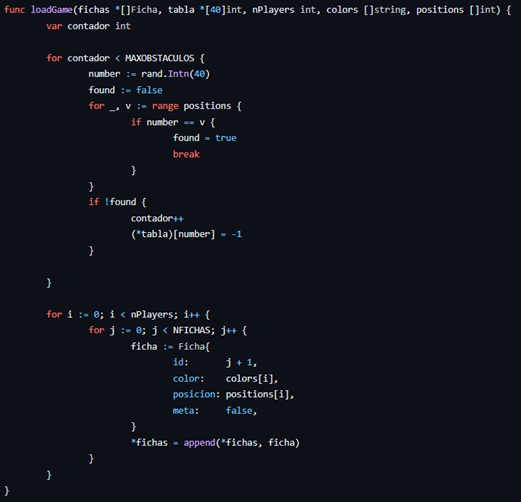 func loadGame(fichas *[]Ficha, tabla *[40]int, nPlayers int, colors []string, positions []int) {
        var contador int

        for contador < MAXOBSTACULOS {
                number := rand.Intn(40)
                found := false
                for _, v := range positions {
                        if number == v {
                                found = true
                                break
                        }
                }
                if !found {
                        contador++
                        (*tabla)[number] = -1
                }

        }

        for i := 0; i < nPlayers; i++ {
                for j := 0; j < NFICHAS; j++ {
                        ficha := Ficha{
                                id:       j + 1,
                                color:    colors[i],
                                posicion: positions[i],
                                meta:     false,
                        }
                        *fichas = append(*fichas, ficha)
                }
        }
}